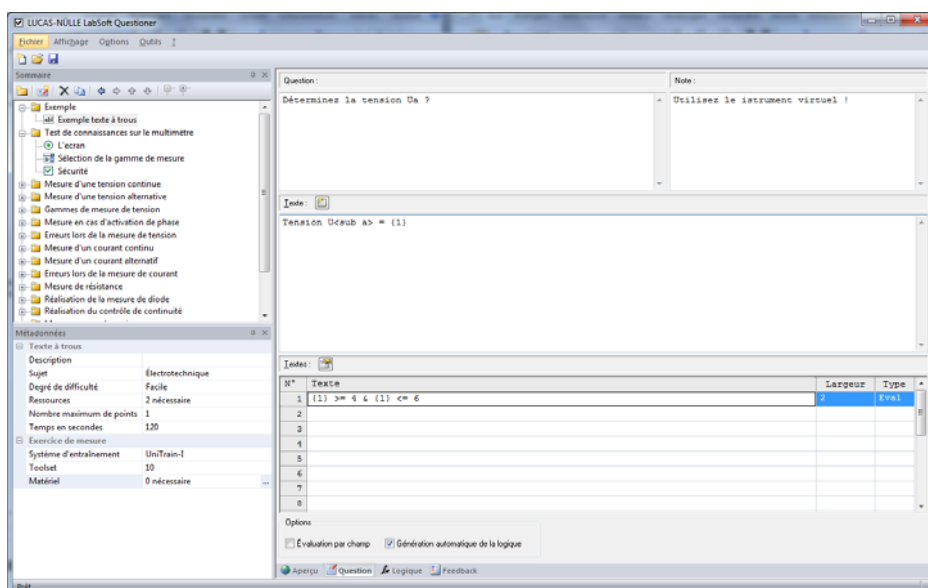 LUCAS-NÜLLE LabSoft Questioner
Fichier Affichage Options Outils ?
Sommaire
Exemple
Exemple texte à trous
Test de connaissances sur le multimètre
L'ecran
Sélection de la gamme de mesure
Sécurité
Mesure d'une tension continue
Mesure d'une tension alternative
Gammes de mesure de tension
Mesure en cas d'activation de phase
Erreurs lors de la mesure de tension
Mesure d'un courant continu
Mesure d'un courant alternatif
Erreurs lors de la mesure de courant
Mesure de résistance
Réalisation de la mesure de diode
Réalisation du contrôle de continuité
Métadonnées
Texte à trous
Description
Sujet Électrotechnique
Degré de difficulté Facile
Ressources 2 nécessaire
Nombre maximum de points 1
Temps en secondes 120
Exercice de mesure
Système d'entraînement UniTrain-I
Toolset 10
Matériel 0 nécessaire ...
Prêt
Question :
Déterminez la tension Ua ?
Note :
Utilisez le istrument virtuel !
Texte :
Tension U<sub a> = {1}
Textes :
N° Texte Largeur Type
1 {1} >= 4 & {1} <= 6 2 Eval
2
3
4
5
6
7
8
Options
Évaluation par champ Génération automatique de la logique
Aperçu Question Logique Feedback